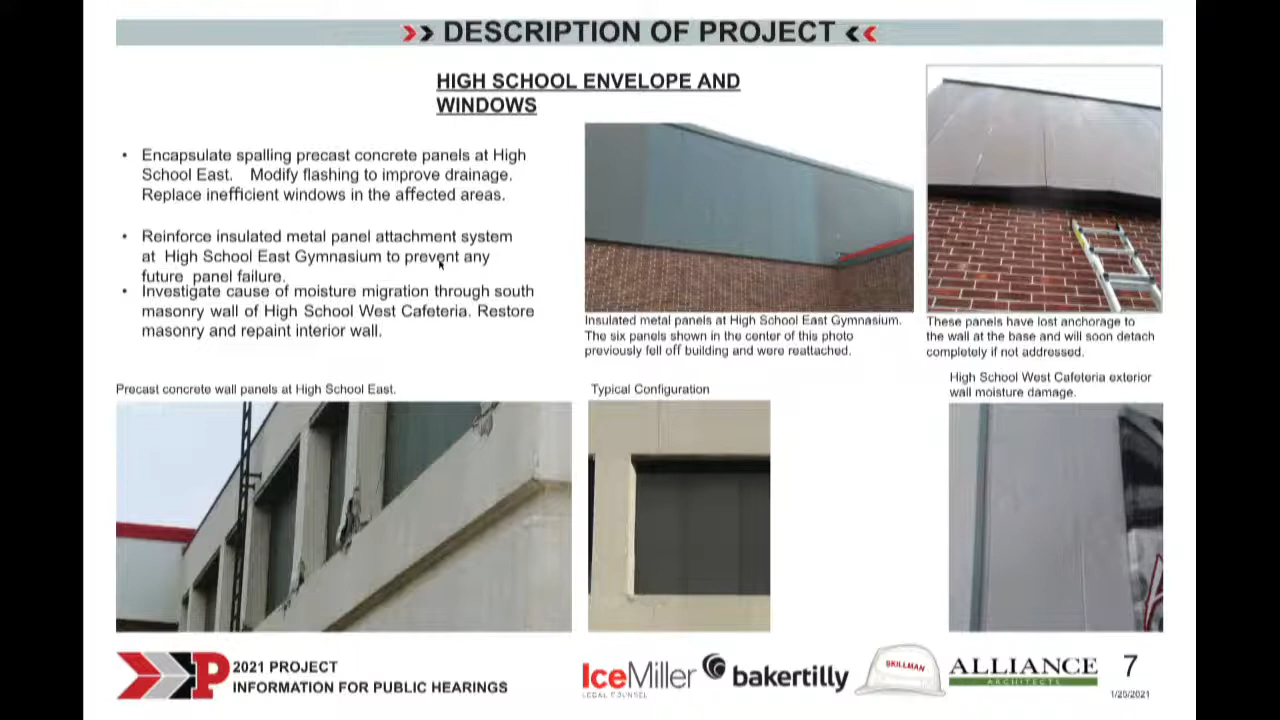 DESCRIPTION OF PROJECT
HIGH SCHOOL ENVELOPE AND
WINDOWS
• Encapsulate spalling precast concrete panels at High
School East. Modify flashing to improve drainage.
Replace inefficient windows in the affected areas.
• Reinforce insulated metal panel attachment system
at High School East Gymnasium to prevent any
future panel failure.
• Investigate cause of moisture migration through south
masonry wall of High School West Cafeteria. Restore
masonry and repaint interior wall.
Insulated metal panels at High School East Gymnasium.
The six panels shown in the center of this photo
previously fell off building and were reattached.
These panels have lost anchorage to
the wall at the base and will soon detach
completely if not addressed.
Precast concrete wall panels at High School East.
Typical Configuration
High School West Cafeteria exterior
wall moisture damage.
P
2021 PROJECT
INFORMATION FOR PUBLIC HEARINGS
IceMiller
LEGAL COUNSEL
bakertilly
SKILLMAN
ALLIANCE
ARCHITECTS
7
1/25/2021